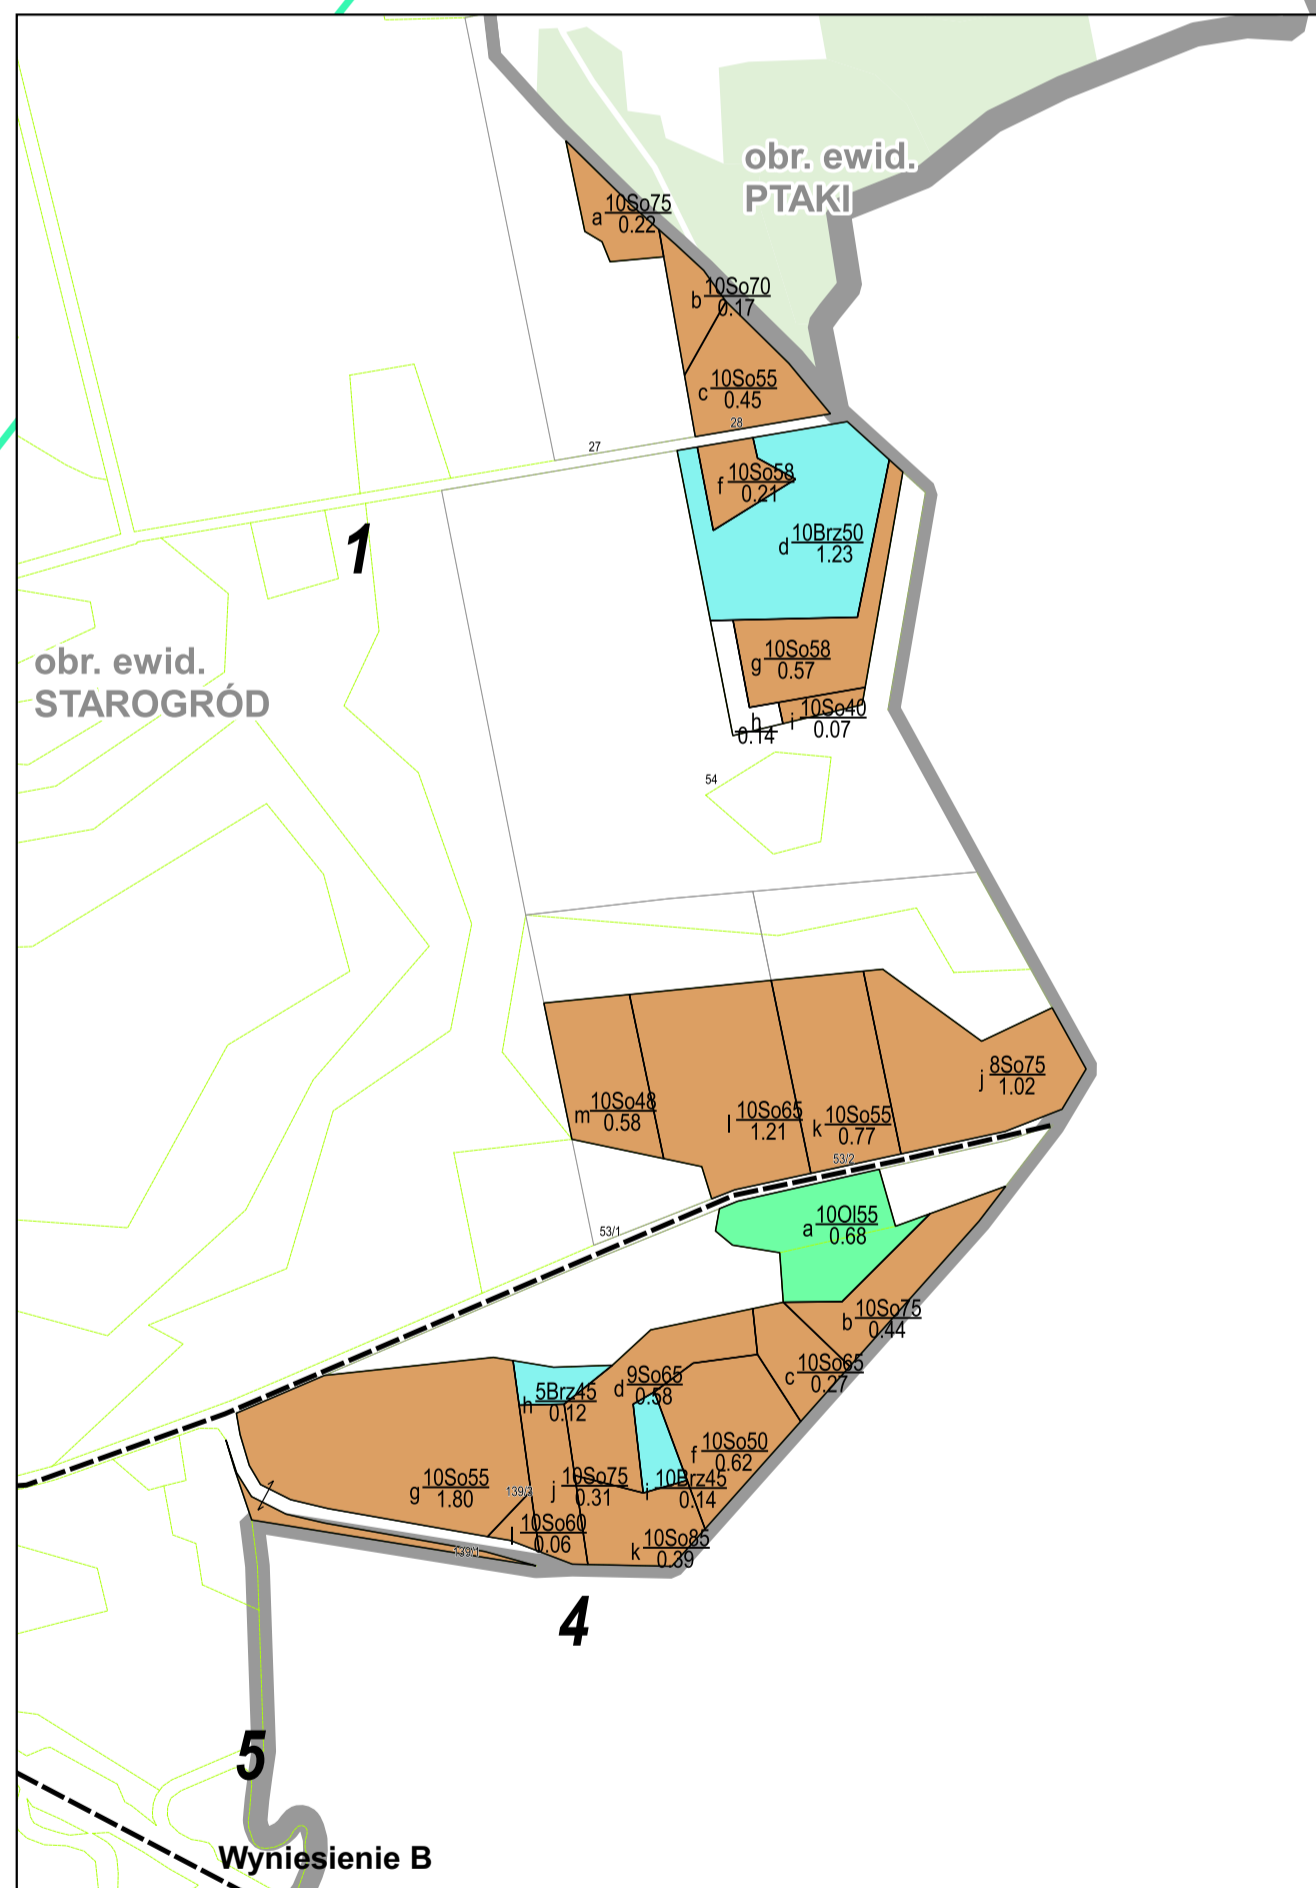 obr. ewid.
PTAKI
a 10So75
0.22
b 10So70
0.17
c 10So55
0.45
28
27
f 10So58
0.21
1
d 10Brz50
1.23
obr. ewid.
STAROGRÓD
g 10So58
0.57
h
0.14
i 10So40
0.07
54
j 8So75
1.02
m 10So48
0.58
l 10So65
1.21
k 10So55
0.77
53/2
53/1
a 10Ol55
0.68
b 10So75
0.44
c 10So65
0.27
d 9So65
0.58
h 5Brz45
0.12
f 10So50
0.62
g 10So55
1.80
139/3
j 10So75
0.31
i 10Brz45
0.14
l 10So60
0.06
k 10So85
0.39
139/1
4
5
Wyniesienie B